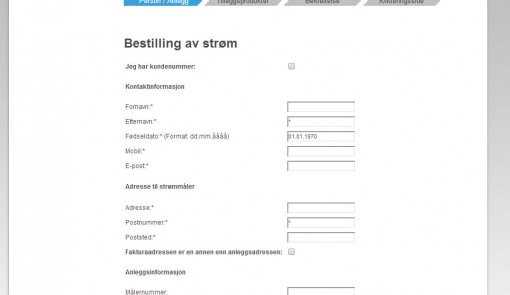 Person / Anlegg Tilleggsprodukter Bekreftelse Kvitteringsside
Bestilling av strøm
Jeg har kundenummer:
Kontaktinformasjon
Fornavn:*
Etternavn:* *
Fødseldato:* (Format: dd.mm.åååå) 01.01.1970
Mobil:*
E-post:*
Adresse til strømmåler
Adresse:*
Postnummer:* *
Poststed:*
Fakturaadressen er en annen enn anleggsadressen:
Anleggsinformasjon
Målernummer: